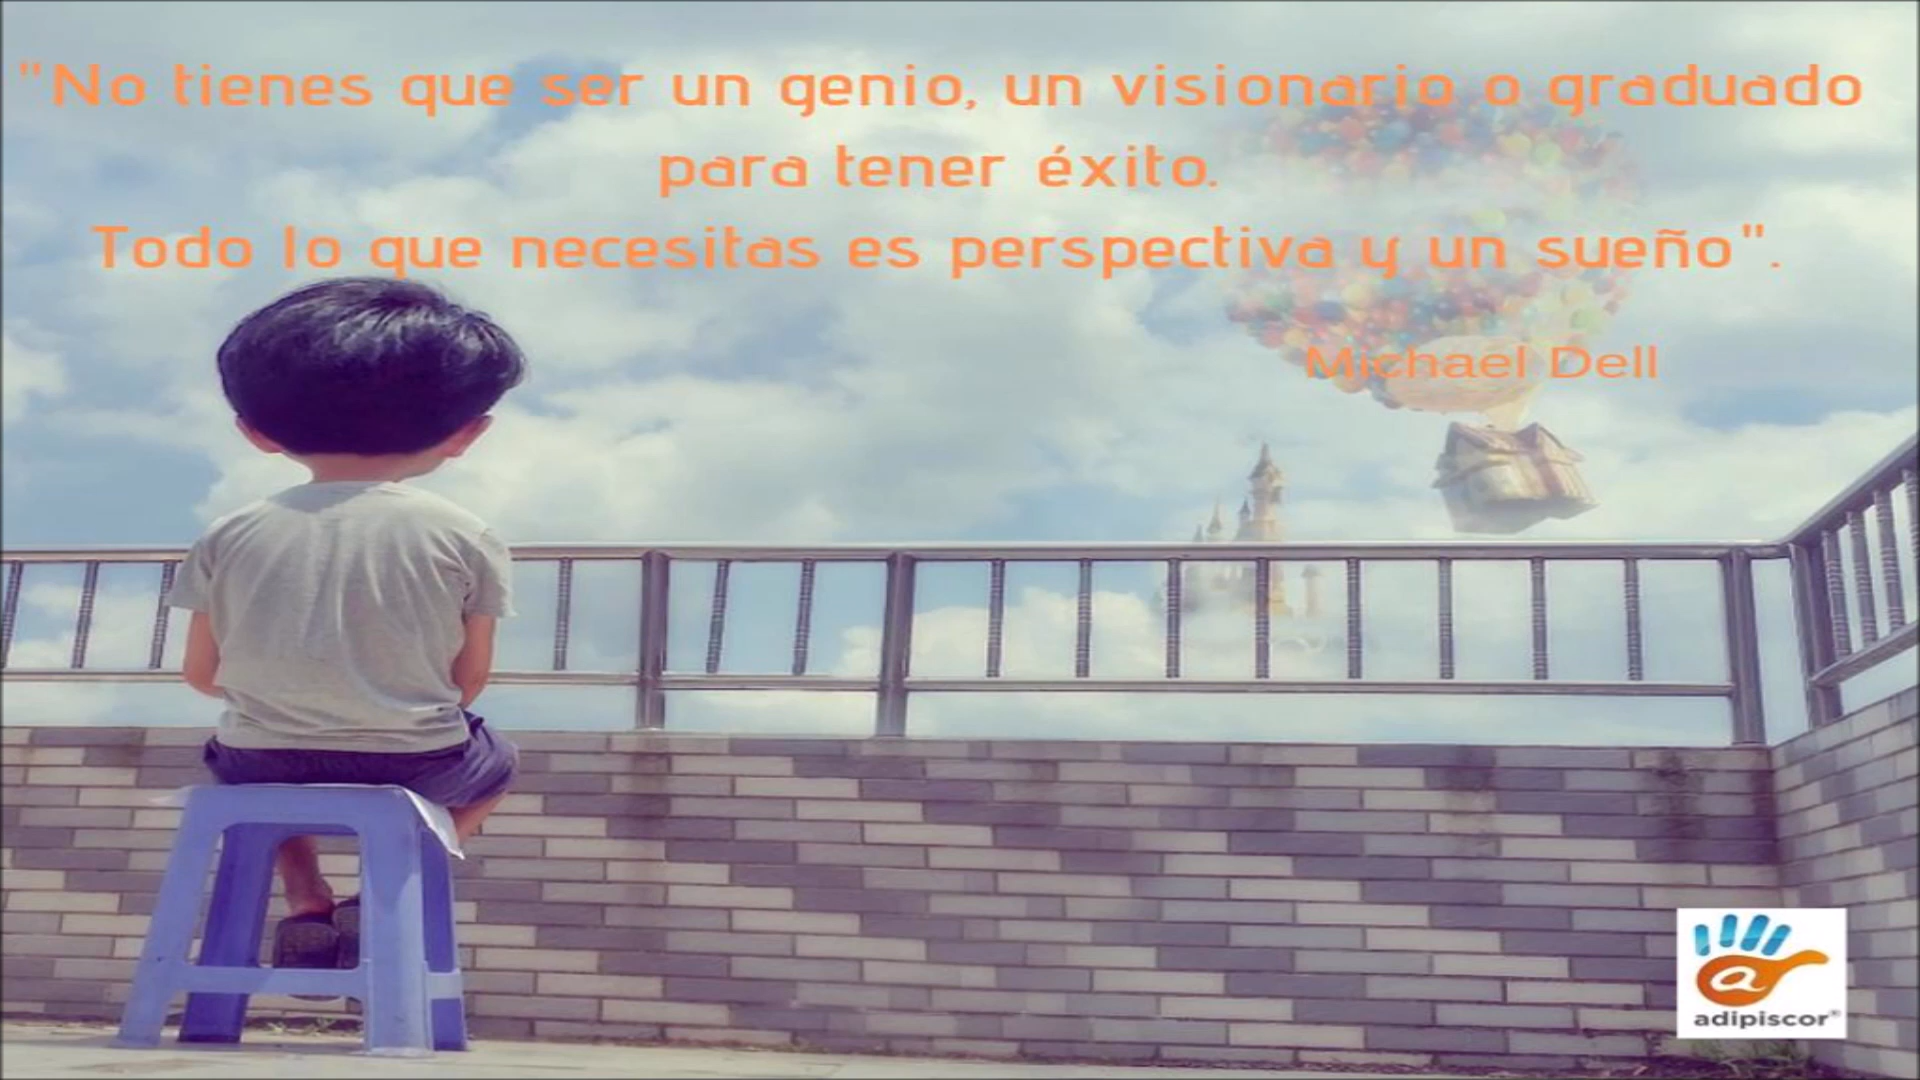 "No tienes que ser un genio, un visionario o graduado
para tener éxito.
Todo lo que necesitas es perspectiva y un sueño".
Michael Dell
a
adipiscor®